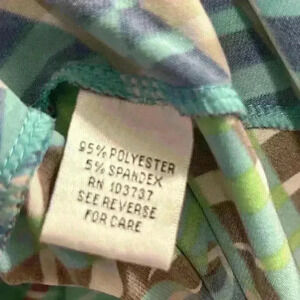 95% POLYESTER
5% SPANDEX
RN 103737
SEE REVERSE
FOR CARE